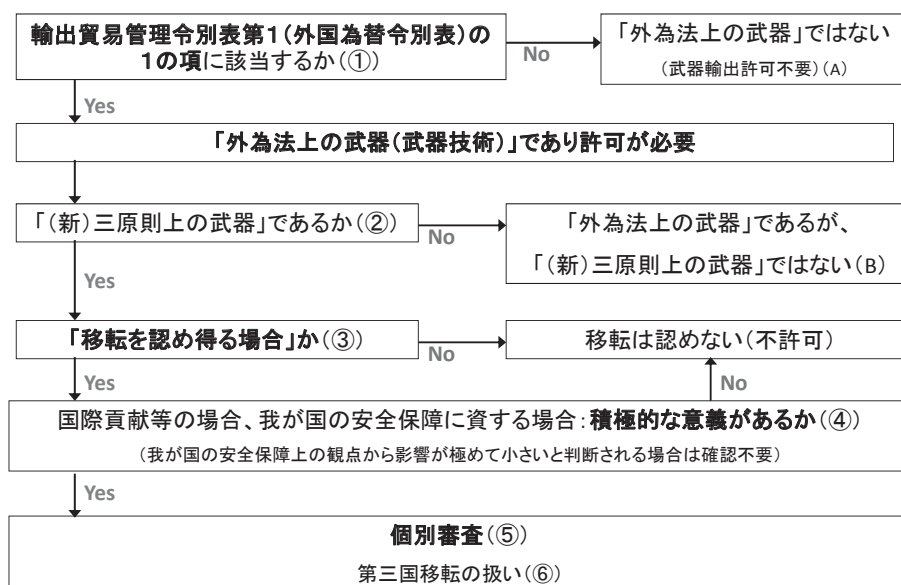 輸出貿易管理令別表第1(外国為替令別表)の
1の項に該当するか(①)
No
「外為法上の武器」ではない
(武器輸出許可不要)(A)
Yes
「外為法上の武器(武器技術)」であり許可が必要
「(新)三原則上の武器」であるか(②)
No
「外為法上の武器」であるが、
「(新)三原則上の武器」ではない(B)
Yes
「移転を認め得る場合」か(③)
No
移転は認めない(不許可)
Yes
No
国際貢献等の場合、我が国の安全保障に資する場合:積極的な意義があるか(④)
(我が国の安全保障上の観点から影響が極めて小さいと判断される場合は確認不要)
Yes
個別審査(⑤)
第三国移転の扱い(⑥)